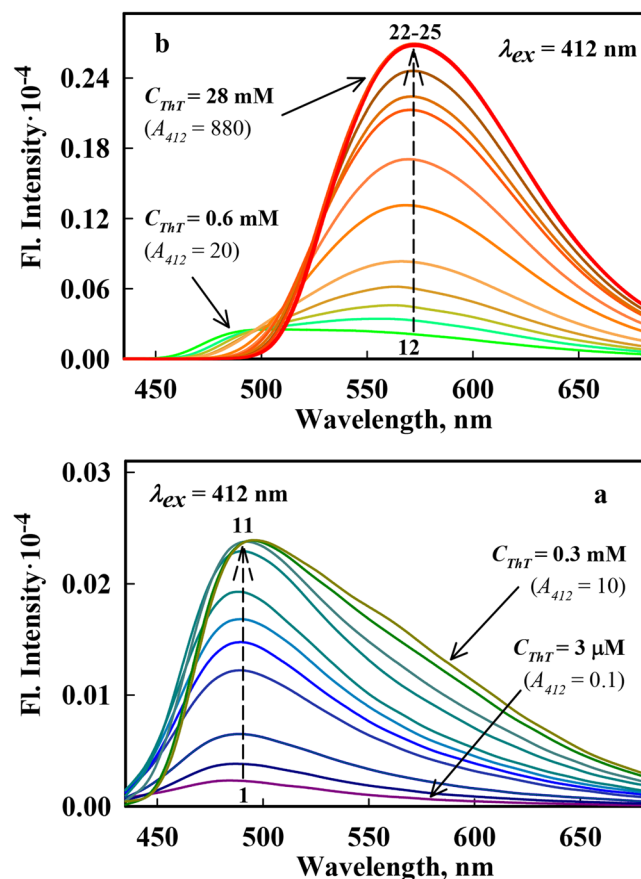 b
22-25
λex = 412 nm
CThT = 28 mM
(A412 = 880)
CThT = 0.6 mM
(A412 = 20)
12
Fl. Intensity·10-4
0.24
0.18
0.12
0.06
0.00
450 500 550 600 650
Wavelength, nm
λex = 412 nm
a
11
CThT = 0.3 mM
(A412 = 10)
CThT = 3 µM
(A412 = 0.1)
1
Fl. Intensity·10-4
0.03
0.02
0.01
0.00
450 500 550 600 650
Wavelength, nm